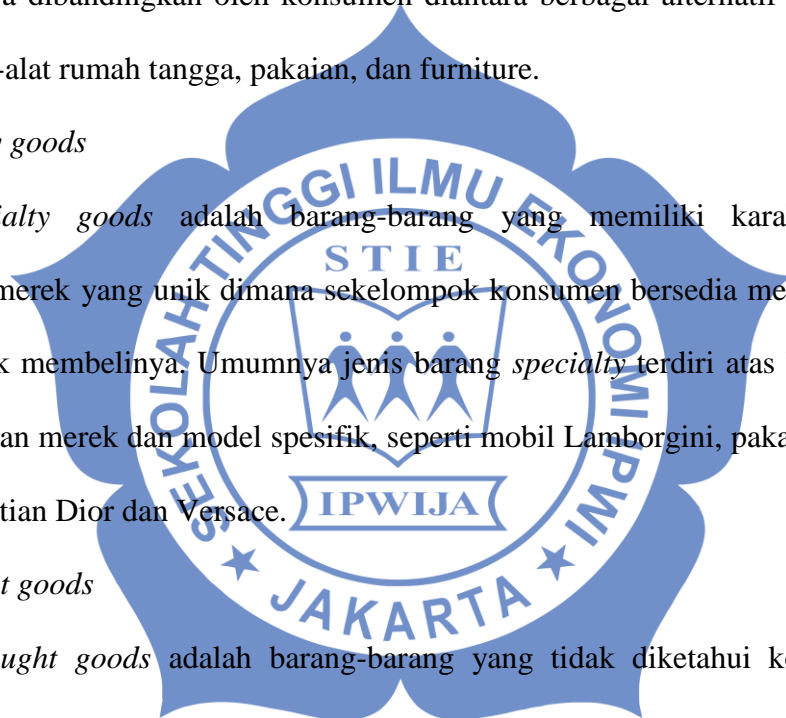 dibandingkan oleh konsumen diantara berbagai alternatif
-alat rumah tangga, pakaian, dan furniture.
goods
ialty goods adalah barang-barang yang memiliki kara
merek yang unik dimana sekelompok konsumen bersedia me
k membelinya. Umumnya jenis barang specialty terdiri atas
an merek dan model spesifik, seperti mobil Lamborgini, paka
tian Dior dan Versace.
t goods
ught goods adalah barang-barang yang tidak diketahui k
SEKOLAH TINGGI ILMU EKONOMI IPWI
STIE
IPWIJA
★ JAKARTA ★